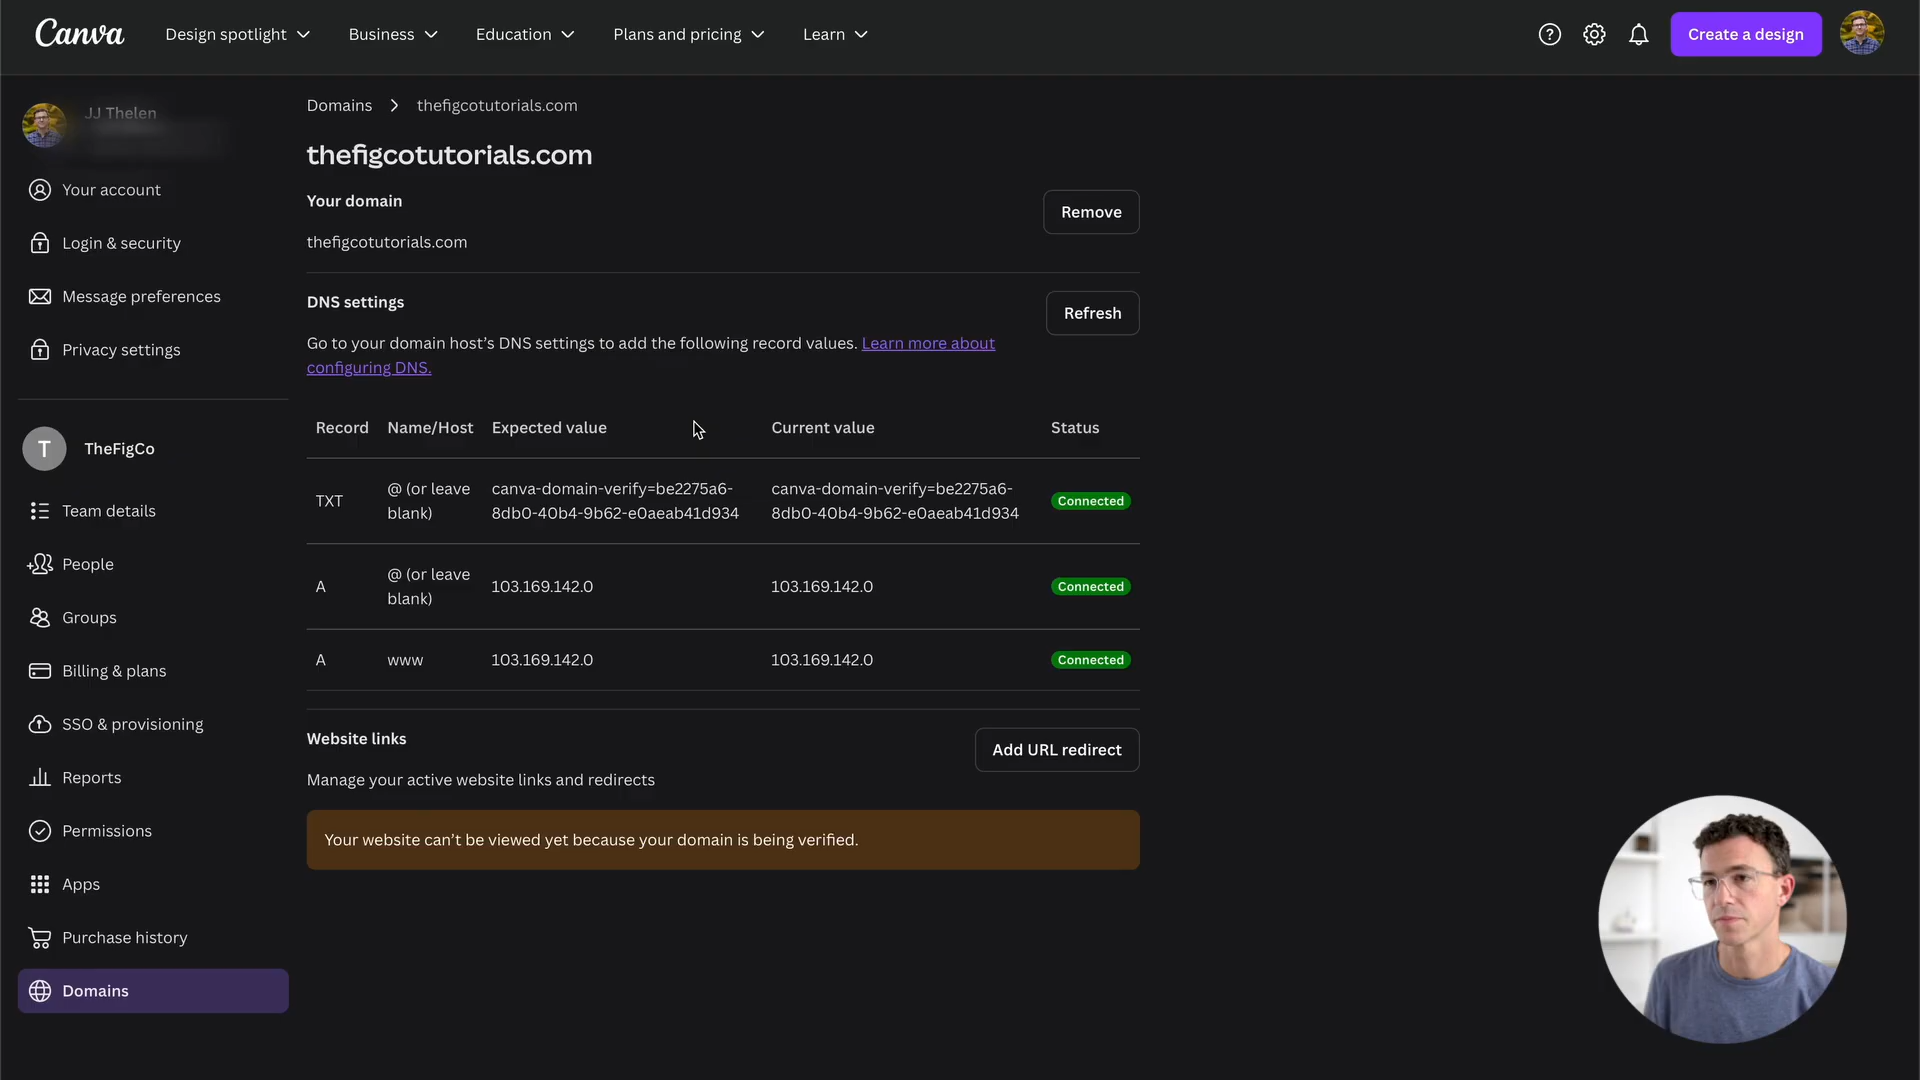 Canva
Design spotlight
Business
Education
Plans and pricing
Learn
Create a design
JJ Thelen
Your account
Login & security
Message preferences
Privacy settings
T
TheFigCo
Team details
People
Groups
Billing & plans
SSO & provisioning
Reports
Permissions
Apps
Purchase history
Domains
Domains > thefigcotutorials.com
thefigcotutorials.com
Your domain
Remove
thefigcotutorials.com
DNS settings
Refresh
Go to your domain host’s DNS settings to add the following record values. Learn more about
configuring DNS.
Record Name/Host Expected value Current value Status
TXT
@ (or leave
blank)
canva-domain-verify=be2275a6-
8db0-40b4-9b62-e0aeab41d934
canva-domain-verify=be2275a6-
8db0-40b4-9b62-e0aeab41d934
Connected
A
@ (or leave
blank)
103.169.142.0
103.169.142.0
Connected
A www 103.169.142.0 103.169.142.0 Connected
Website links
Add URL redirect
Manage your active website links and redirects
Your website can’t be viewed yet because your domain is being verified.